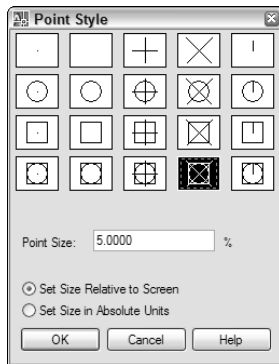 Point Style
Point Size: 5.0000 %
Set Size Relative to Screen
Set Size in Absolute Units
OK Cancel Help